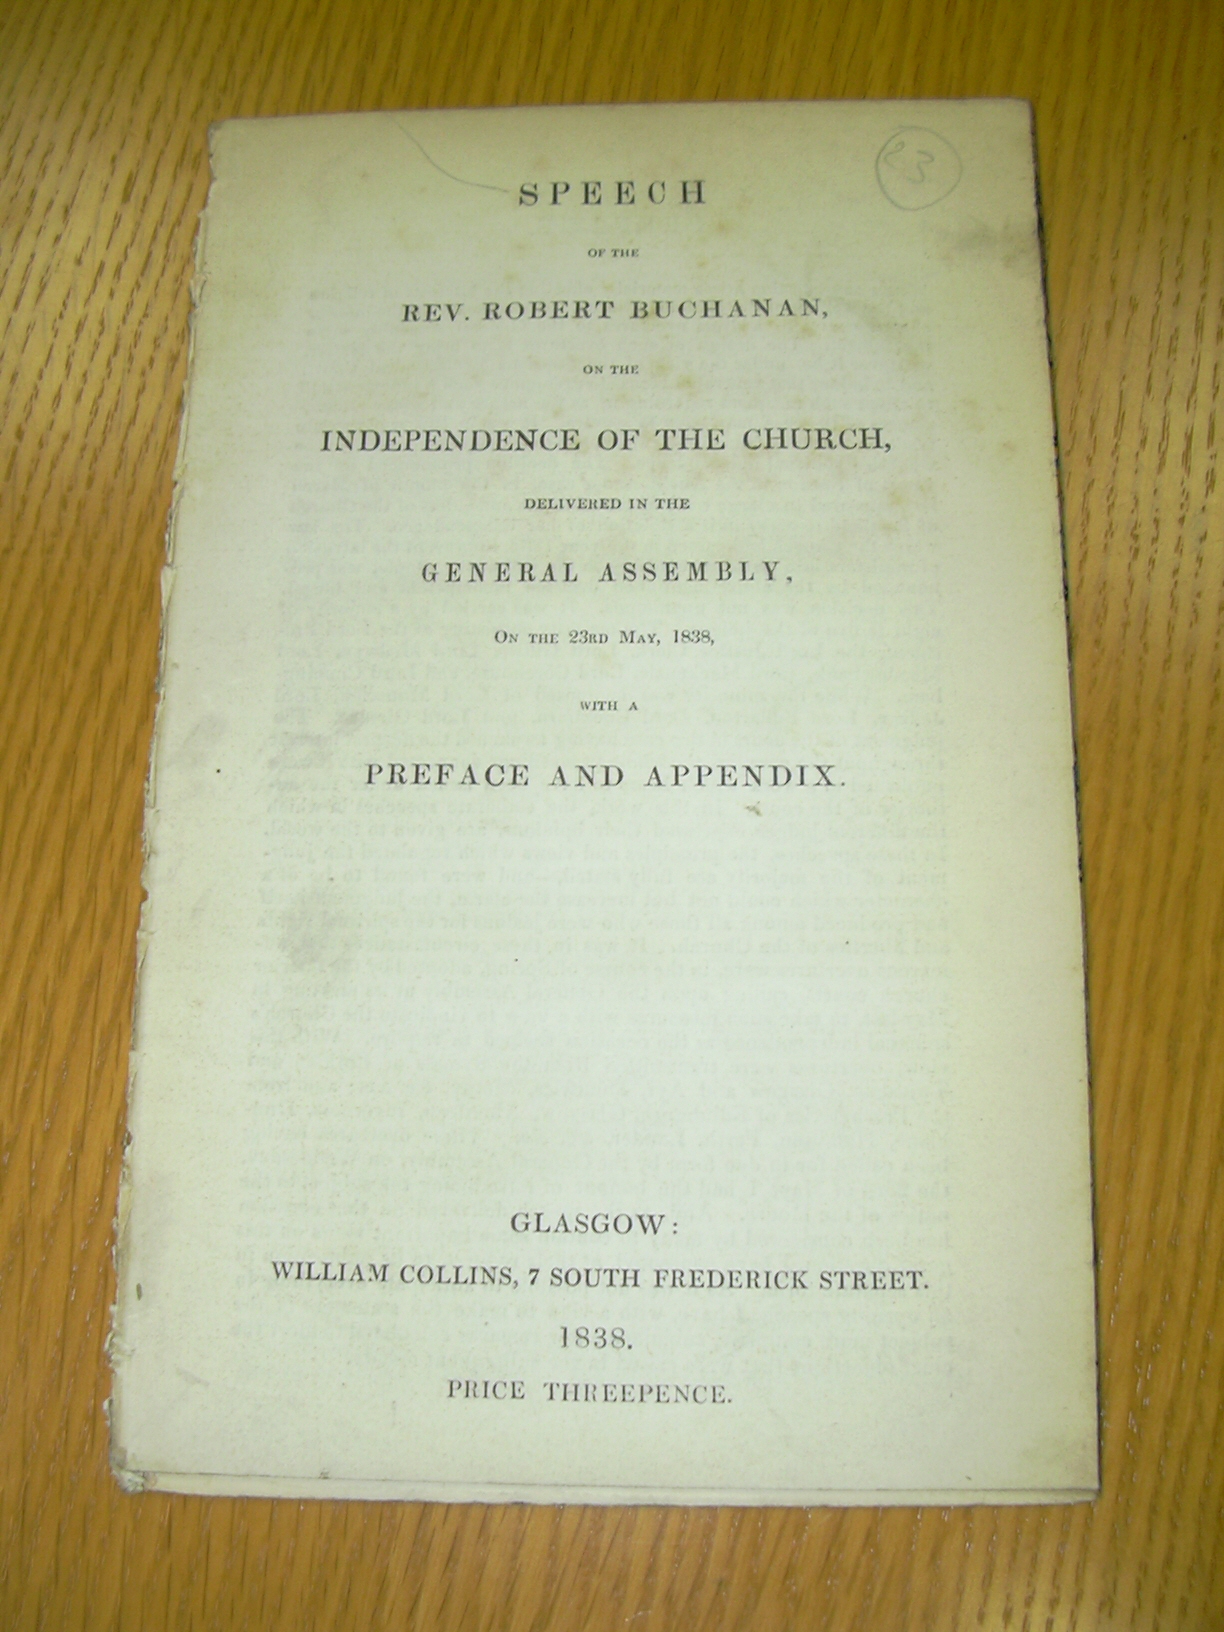 23
SPEECH
OF THE
REV. ROBERT BUCHANAN,
ON THE
INDEPENDENCE OF THE CHURCH,
DELIVERED IN THE
GENERAL ASSEMBLY,
ON THE 23RD MAY, 1838,
WITH A
PREFACE AND APPENDIX.
GLASGOW:
WILLIAM COLLINS, 7 SOUTH FREDERICK STREET.
1838.
PRICE THREEPENCE.